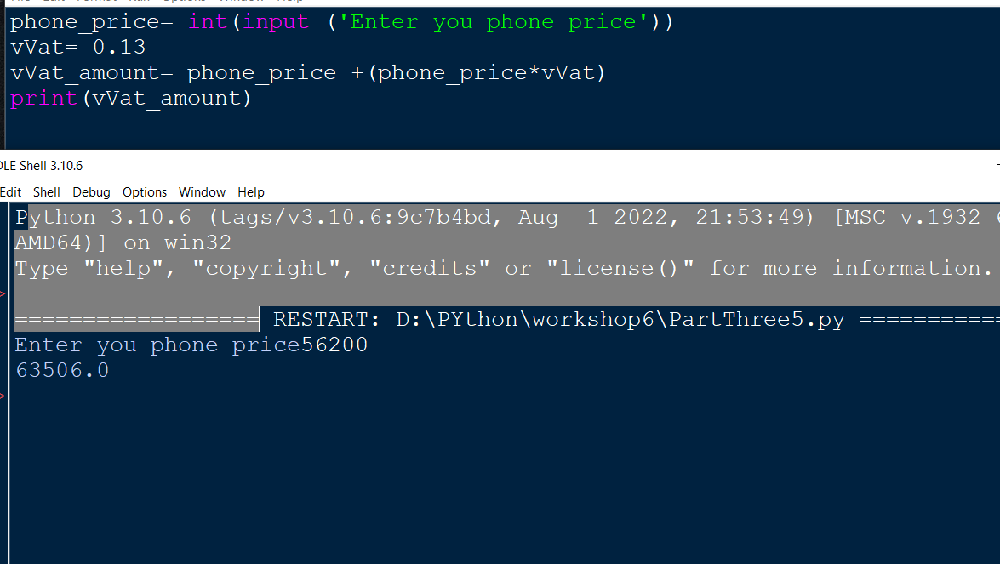 phone_price= int(input ('Enter you phone price'))
vVat= 0.13
vVat_amount= phone_price +(phone_price*vVat)
print(vVat_amount)
Shell 3.10.6
Edit Shell Debug Options Window Help
Python 3.10.6 (tags/v3.10.6:9c7b4bd, Aug  1 2022, 21:53:49) [MSC v.1932
AMD64)] on win32
Type "help", "copyright", "credits" or "license()" for more information.
>
================== RESTART: D:\PYthon\workshop6\PartThree5.py ===========
Enter you phone price56200
63506.0
>